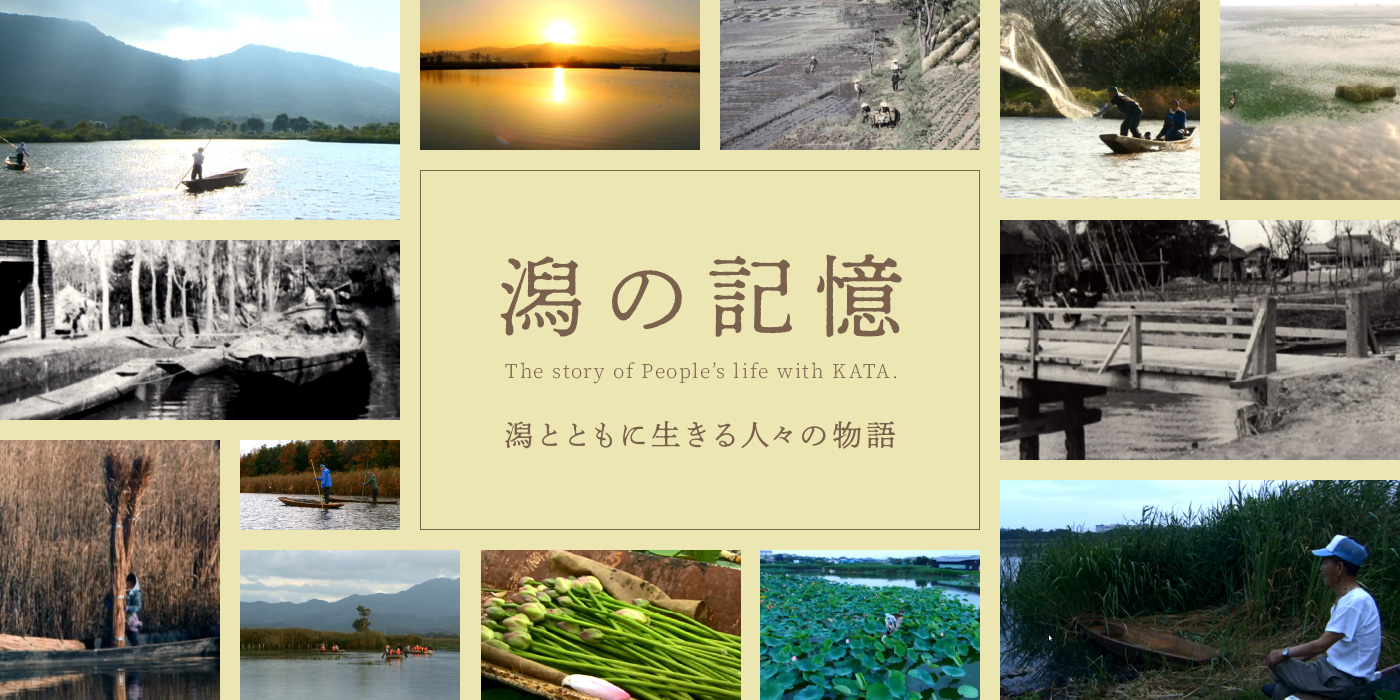 潟の記憶
The story of People’s life with KATA.
潟とともに生きる人々の物語